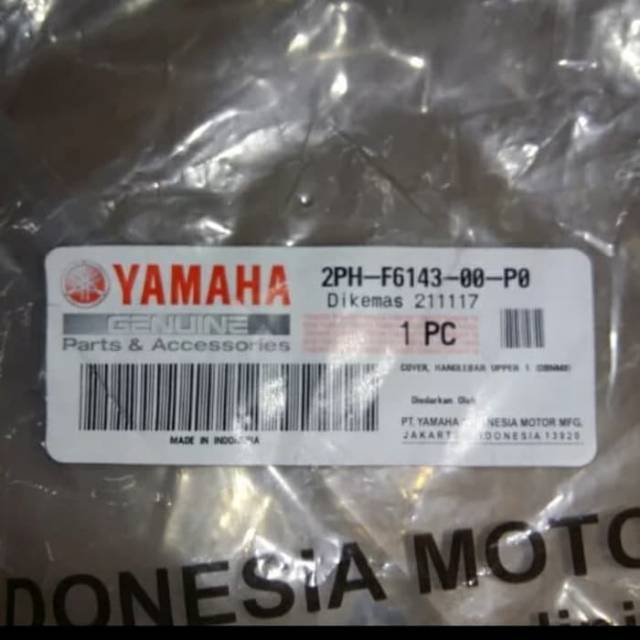 YAMAHA
GENUINE
Parts & Accessories
2PH-F6143-00-P0
Dikemas 211117
1 PC
COVER, HANDLEBAR UPPER 1
Diedarkan Oleh
PT. YAMAHA INDONESIA MOTOR MFG.
JAKARTA INDONESIA 13920
MADE IN INDONESIA
DONESiA MOTO